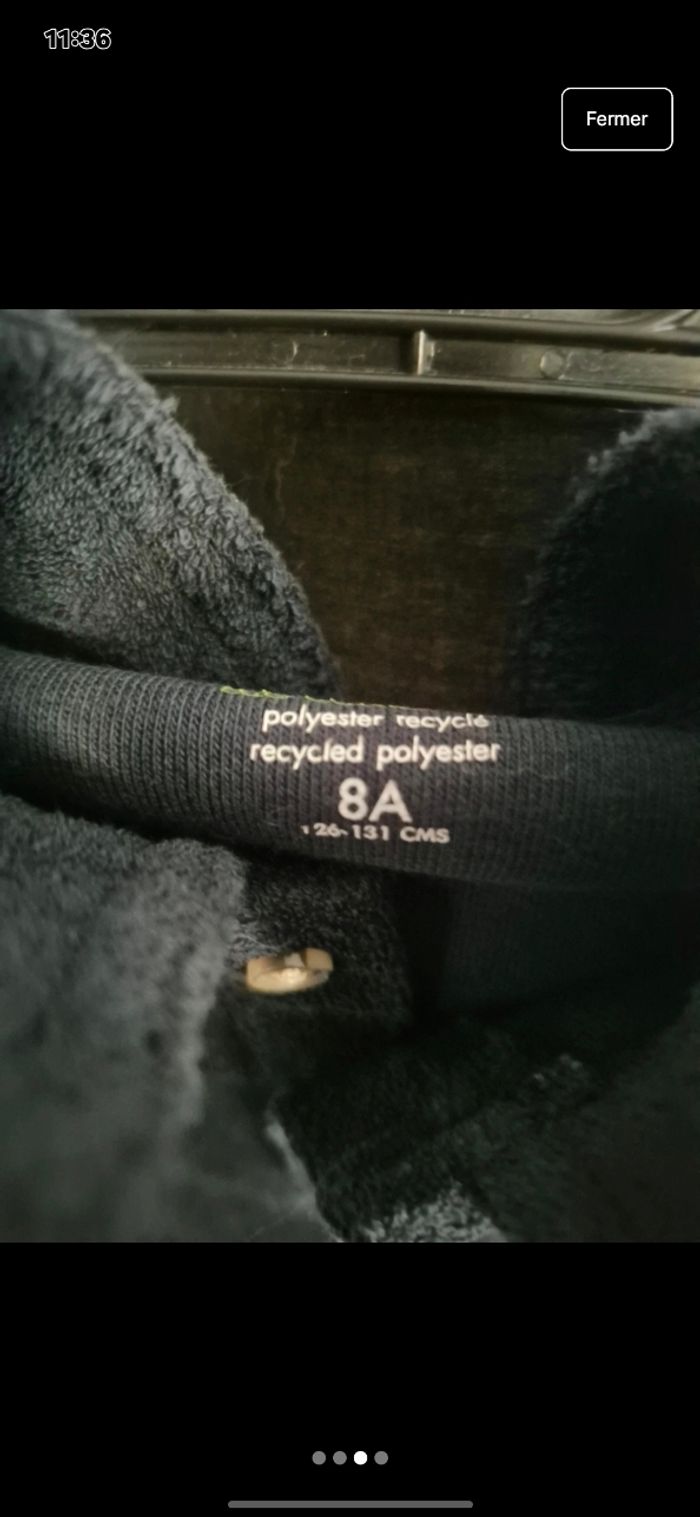 11:36
Fermer
polyester recyclé
recycled polyester
8A
126-131 CMS